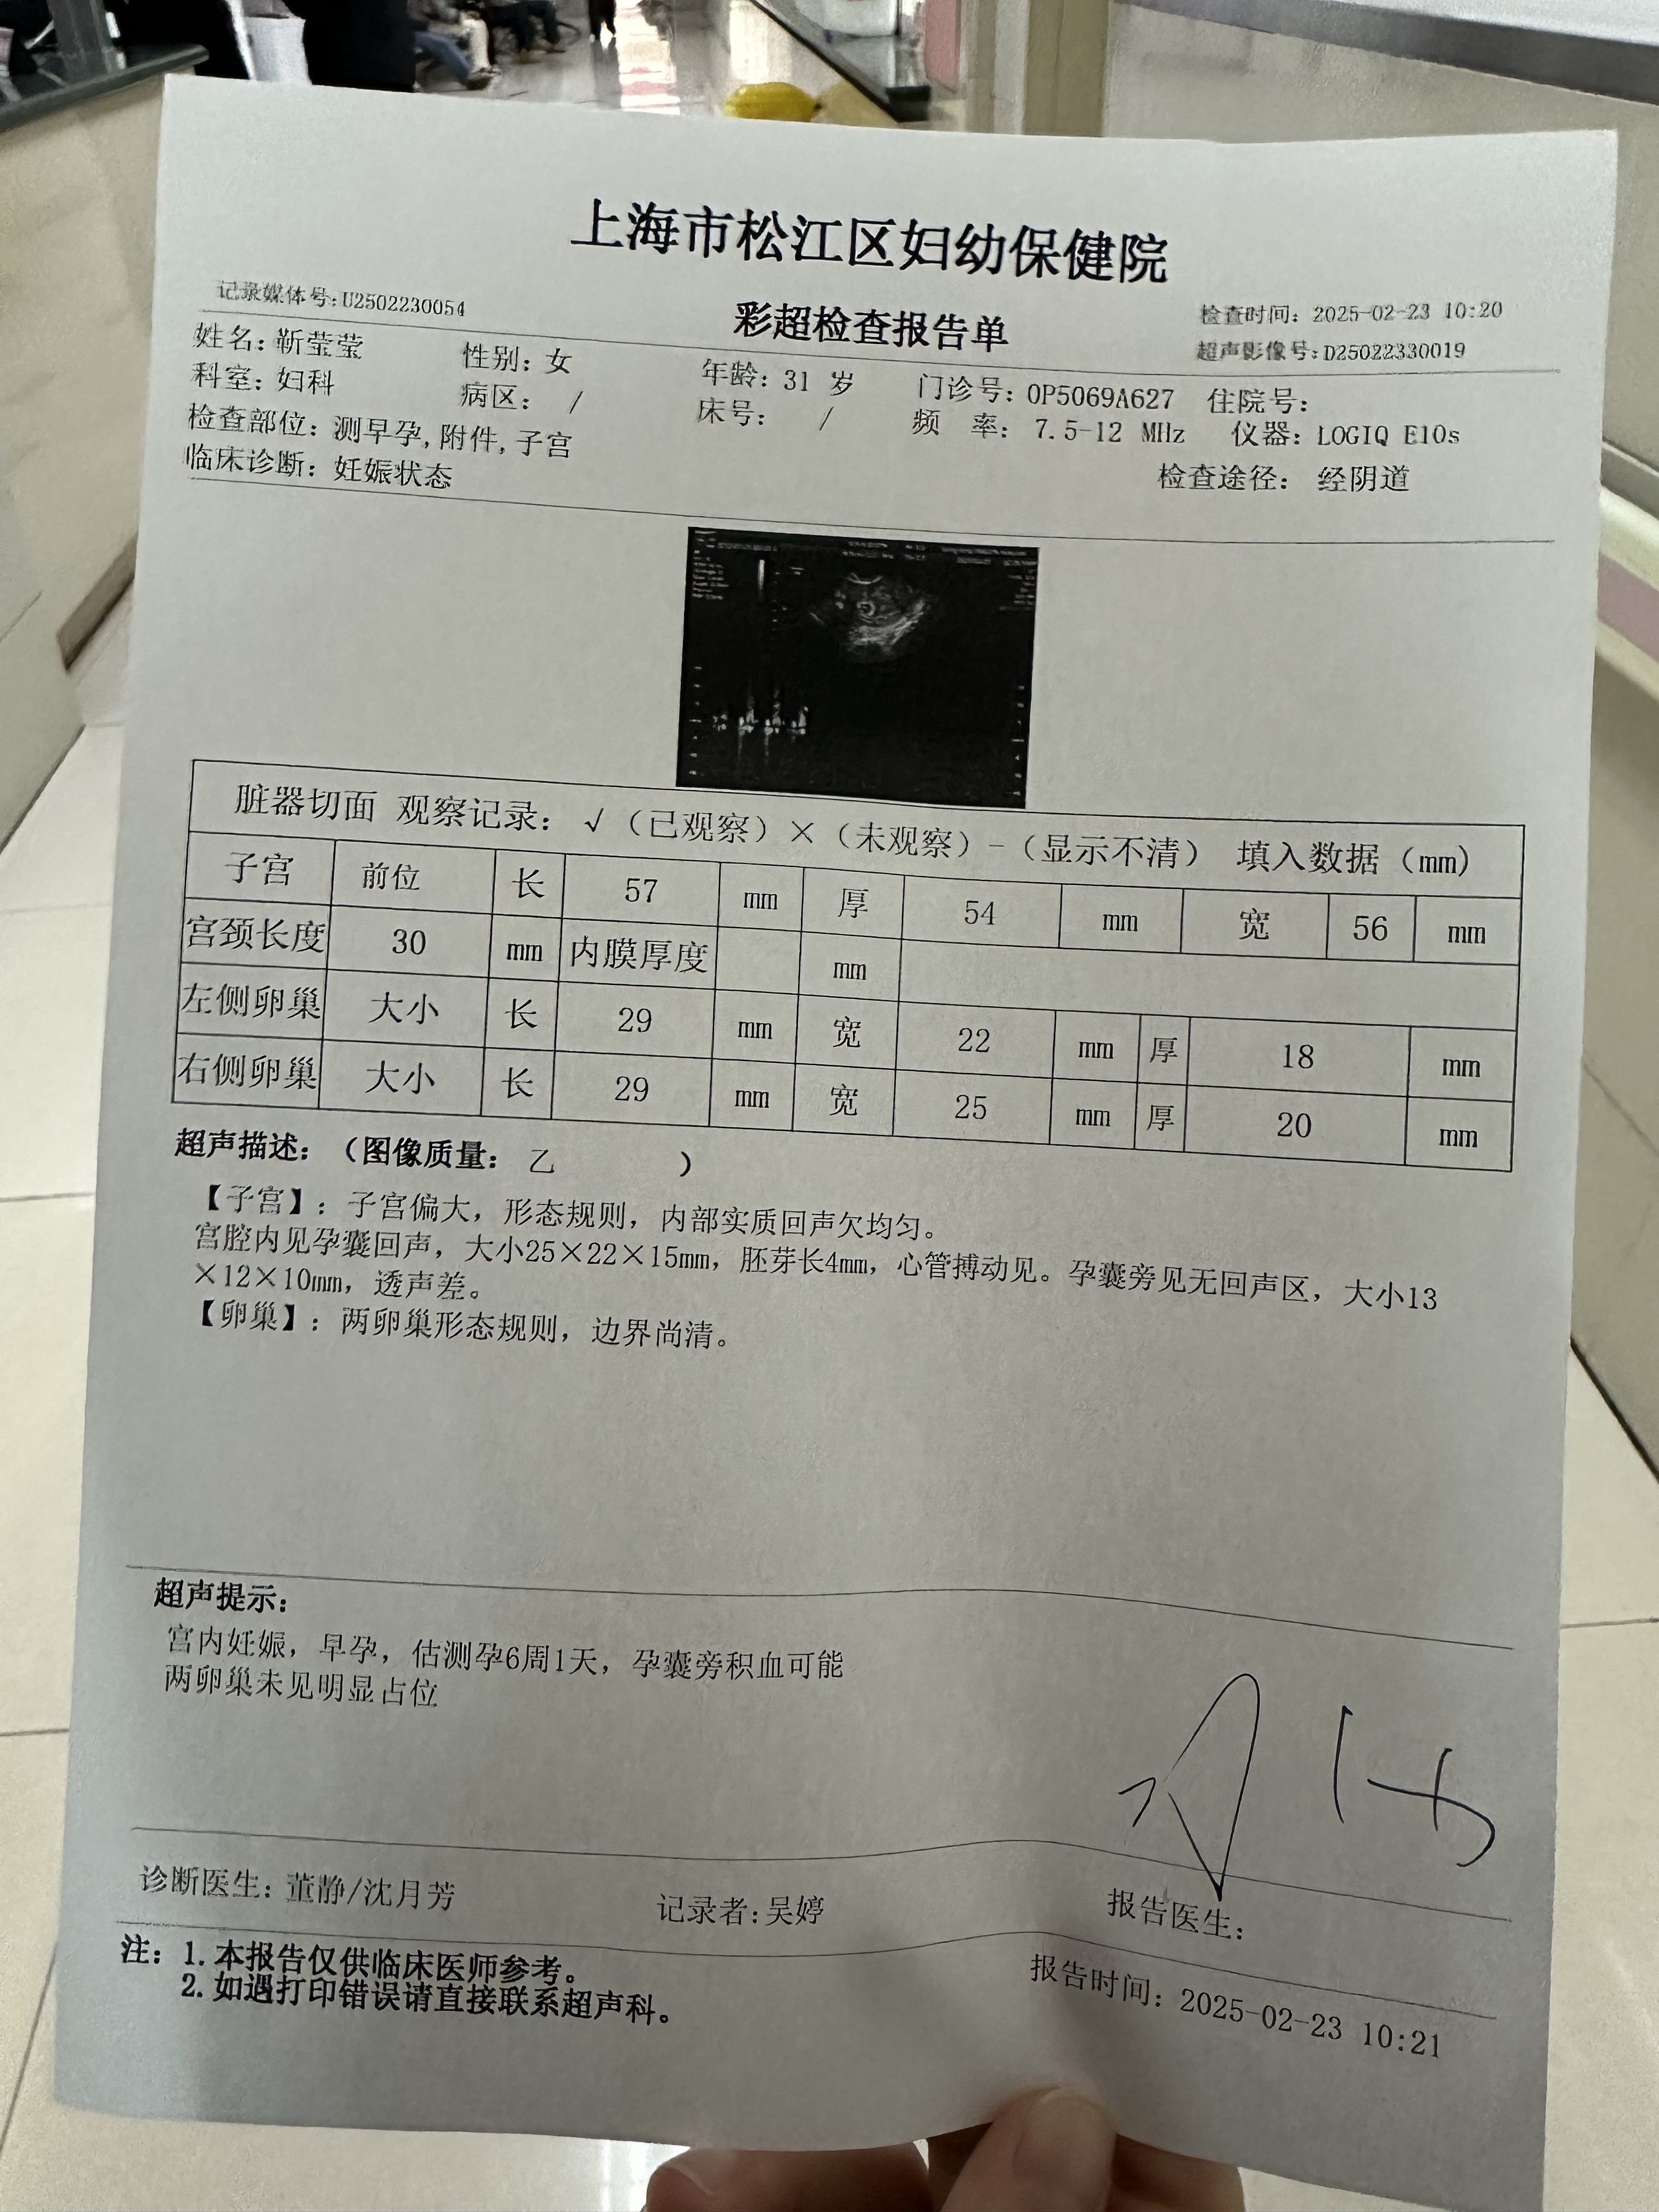 上海市松江区妇幼保健院
记录媒体号:U2502230054
彩超检查报告单
检查时间: 2025-02-23 10:20
超声影像号:D25022330019
姓名: 靳莹莹 性别: 女 年龄: 31 岁 门诊号: OP5069A627 住院号:
科室: 妇科 病区: / 床号: / 频 率: 7.5-12 MHz 仪器: LOGIQ E10s
检查部位: 测早孕, 附件, 子宫
临床诊断: 妊娠状态 检查途径: 经阴道
脏器切面 观察记录: √(已观察)×(未观察)-(显示不清) 填入数据(mm)
子宫 前位 长 57 mm 厚 54 mm 宽 56 mm
宫颈长度 30 mm 内膜厚度 mm
左侧卵巢 大小 长 29 mm 宽 22 mm 厚 18 mm
右侧卵巢 大小 长 29 mm 宽 25 mm 厚 20 mm
超声描述: (图像质量: 乙 )
【子宫】: 子宫偏大, 形态规则, 内部实质回声欠均匀。
宫腔内见孕囊回声, 大小25×22×15mm, 胚芽长4mm, 心管搏动见。孕囊旁见无回声区, 大小13
×12×10mm, 透声差。
【卵巢】: 两卵巢形态规则, 边界尚清。
超声提示:
宫内妊娠, 早孕, 估测孕6周1天, 孕囊旁积血可能
两卵巢未见明显占位
诊断医生: 董静/沈月芳 记录者:吴婷 报告医生:
注: 1.本报告仅供临床医师参考。
2.如遇打印错误请直接联系超声科。
报告时间: 2025-02-23 10:21